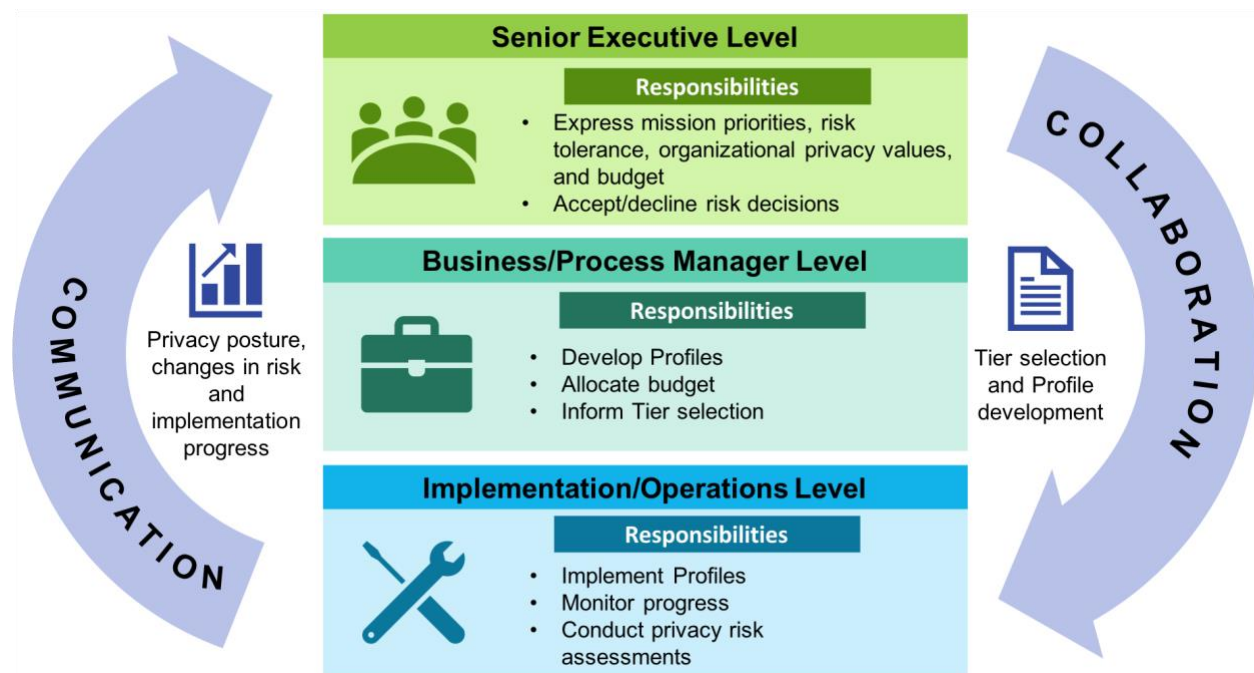 Senior Executive Level
Responsibilities
• Express mission priorities, risk
tolerance, organizational privacy values,
and budget
• Accept/decline risk decisions
Business/Process Manager Level
Responsibilities
• Develop Profiles
• Allocate budget
• Inform Tier selection
Implementation/Operations Level
Responsibilities
• Implement Profiles
• Monitor progress
• Conduct privacy risk
assessments
COMMUNICATION
Privacy posture,
changes in risk
and
implementation
progress
COLLABORATION
Tier selection
and Profile
development